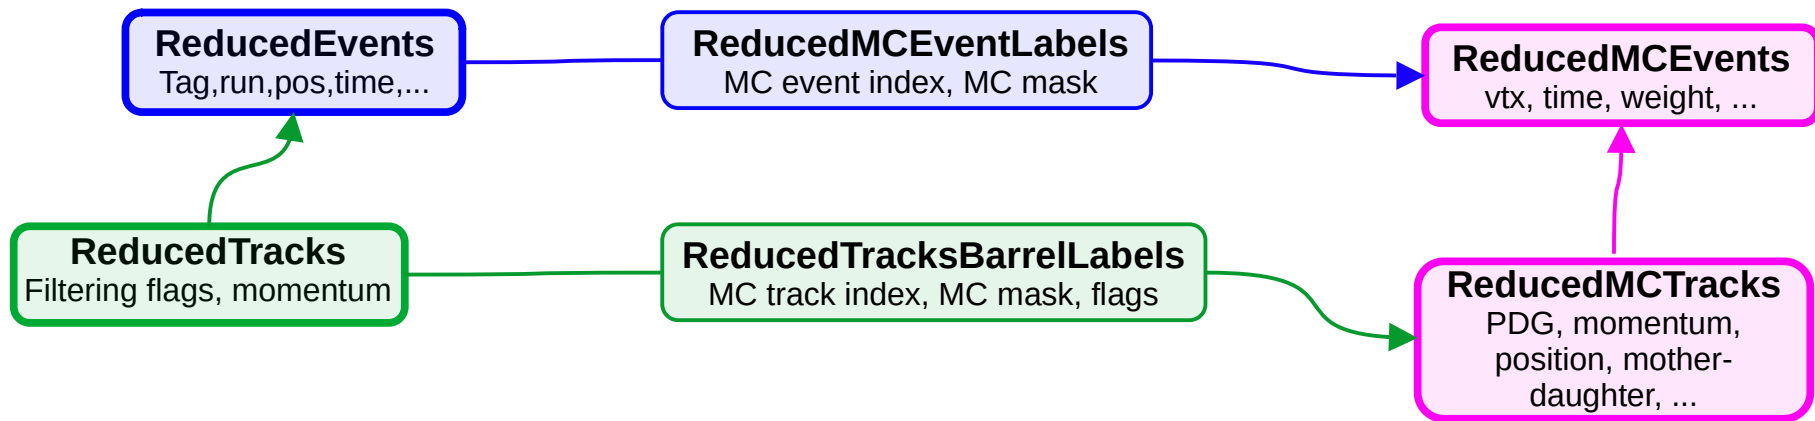 ReducedEvents
Tag,run,pos,time,...
ReducedMCEventLabels
MC event index, MC mask
ReducedMCEvents
vtx, time, weight, ...
ReducedTracks
Filtering flags, momentum
ReducedTracksBarrelLabels
MC track index, MC mask, flags
ReducedMCTracks
PDG, momentum,
position, mother-
daughter, ...